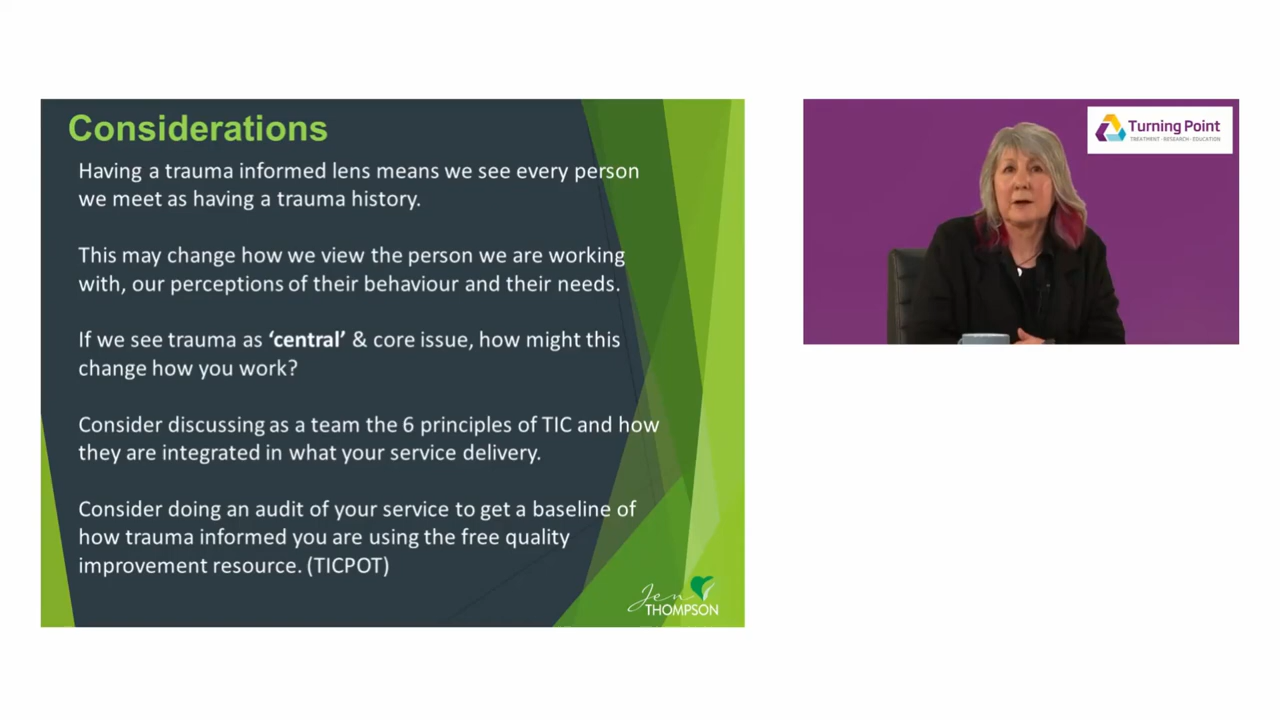 Considerations
Having a trauma informed lens means we see every person
we meet as having a trauma history.
This may change how we view the person we are working
with, our perceptions of their behaviour and their needs.
If we see trauma as ‘central’ & core issue, how might this
change how you work?
Consider discussing as a team the 6 principles of TIC and how
they are integrated in what your service delivery.
Consider doing an audit of your service to get a baseline of
how trauma informed you are using the free quality
improvement resource. (TICPOT)
Jen
THOMPSON
Turning Point
TREATMENT · RESEARCH · EDUCATION